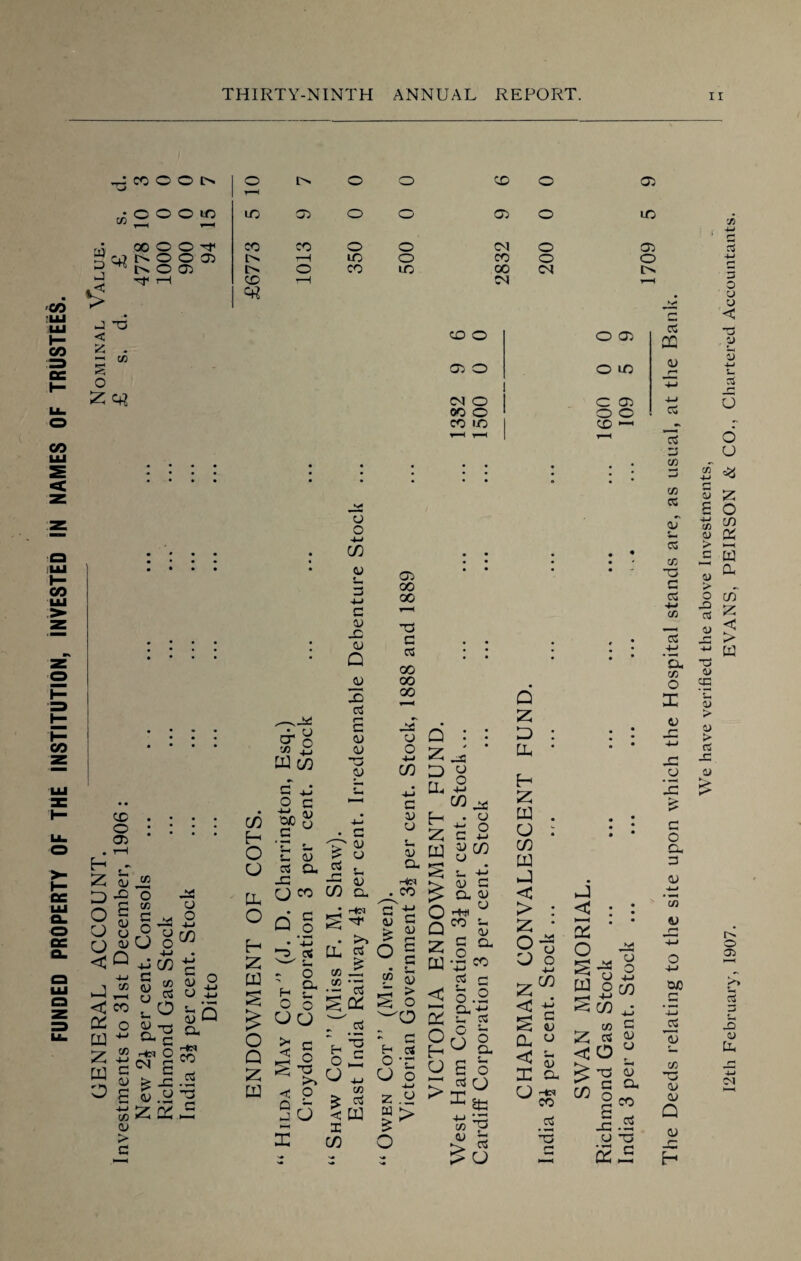 THIRTY-NINTH ANNUAL REPORT. 11
FUNDED PROPERTY OF THE INSTITUTION, INVESTED IN NAMES OF TRUSTEES.
NOMINAL VALUE.
£ s. d. £ s. d.
GENERAL ACCOUNT.
Investments to 31st December, 1906 :
New 2½ per cent. Consols ... ... ... ... 4778 10 3
Richmond Gas Stock ... ... ... ... 1000 0 0
India 3½ per cent. Stock ... ... ... ... 900 0 0
Ditto ... ... ... ... 94 15 7
£6773 5 10
ENDOWMENT OF COTS.
“ HILDA MAY COT ” (J. D. Charrington, Esq.)
Croydon Corporation 3 per cent. Stock ... ... ... 1013 9 7
“ SHAW COT ” (Miss F. M. Shaw).
East India Railway 4½ per cent. Irredeemable Debenture Stock ... 350 0 0
“ OWEN COT ” (Mrs. Owen).
Victorian Government 3½ per cent. Stock, 1888 and 1889 500 0 0
VICTORIA ENDOWMENT FUND.
West Ham Corporation 3¼ per cent. Stock ... ... ... ... 1382 9 6
Cardiff Corporation 3 per cent. Stock ... ... ... ... 1500 0 0
2832 9 6
CHAPMAN CONVALESCENT FUND.
India 3½ per cent. Stock ... ... 200 0 0
SWAN MEMORIAL.
Richmond Gas Stock ... ... ... ... ... 1600 0 0
India 3 per cent. Stock ... ... ... ... ... 109 5 9
1709 5 9
The Deeds relating to the site upon which the Hospital stands are, as usual, at the Bank.
We have verified the above Investments,
EVANS, PEIRSON & CO., Chartered Accountants.
12th February, 1907.